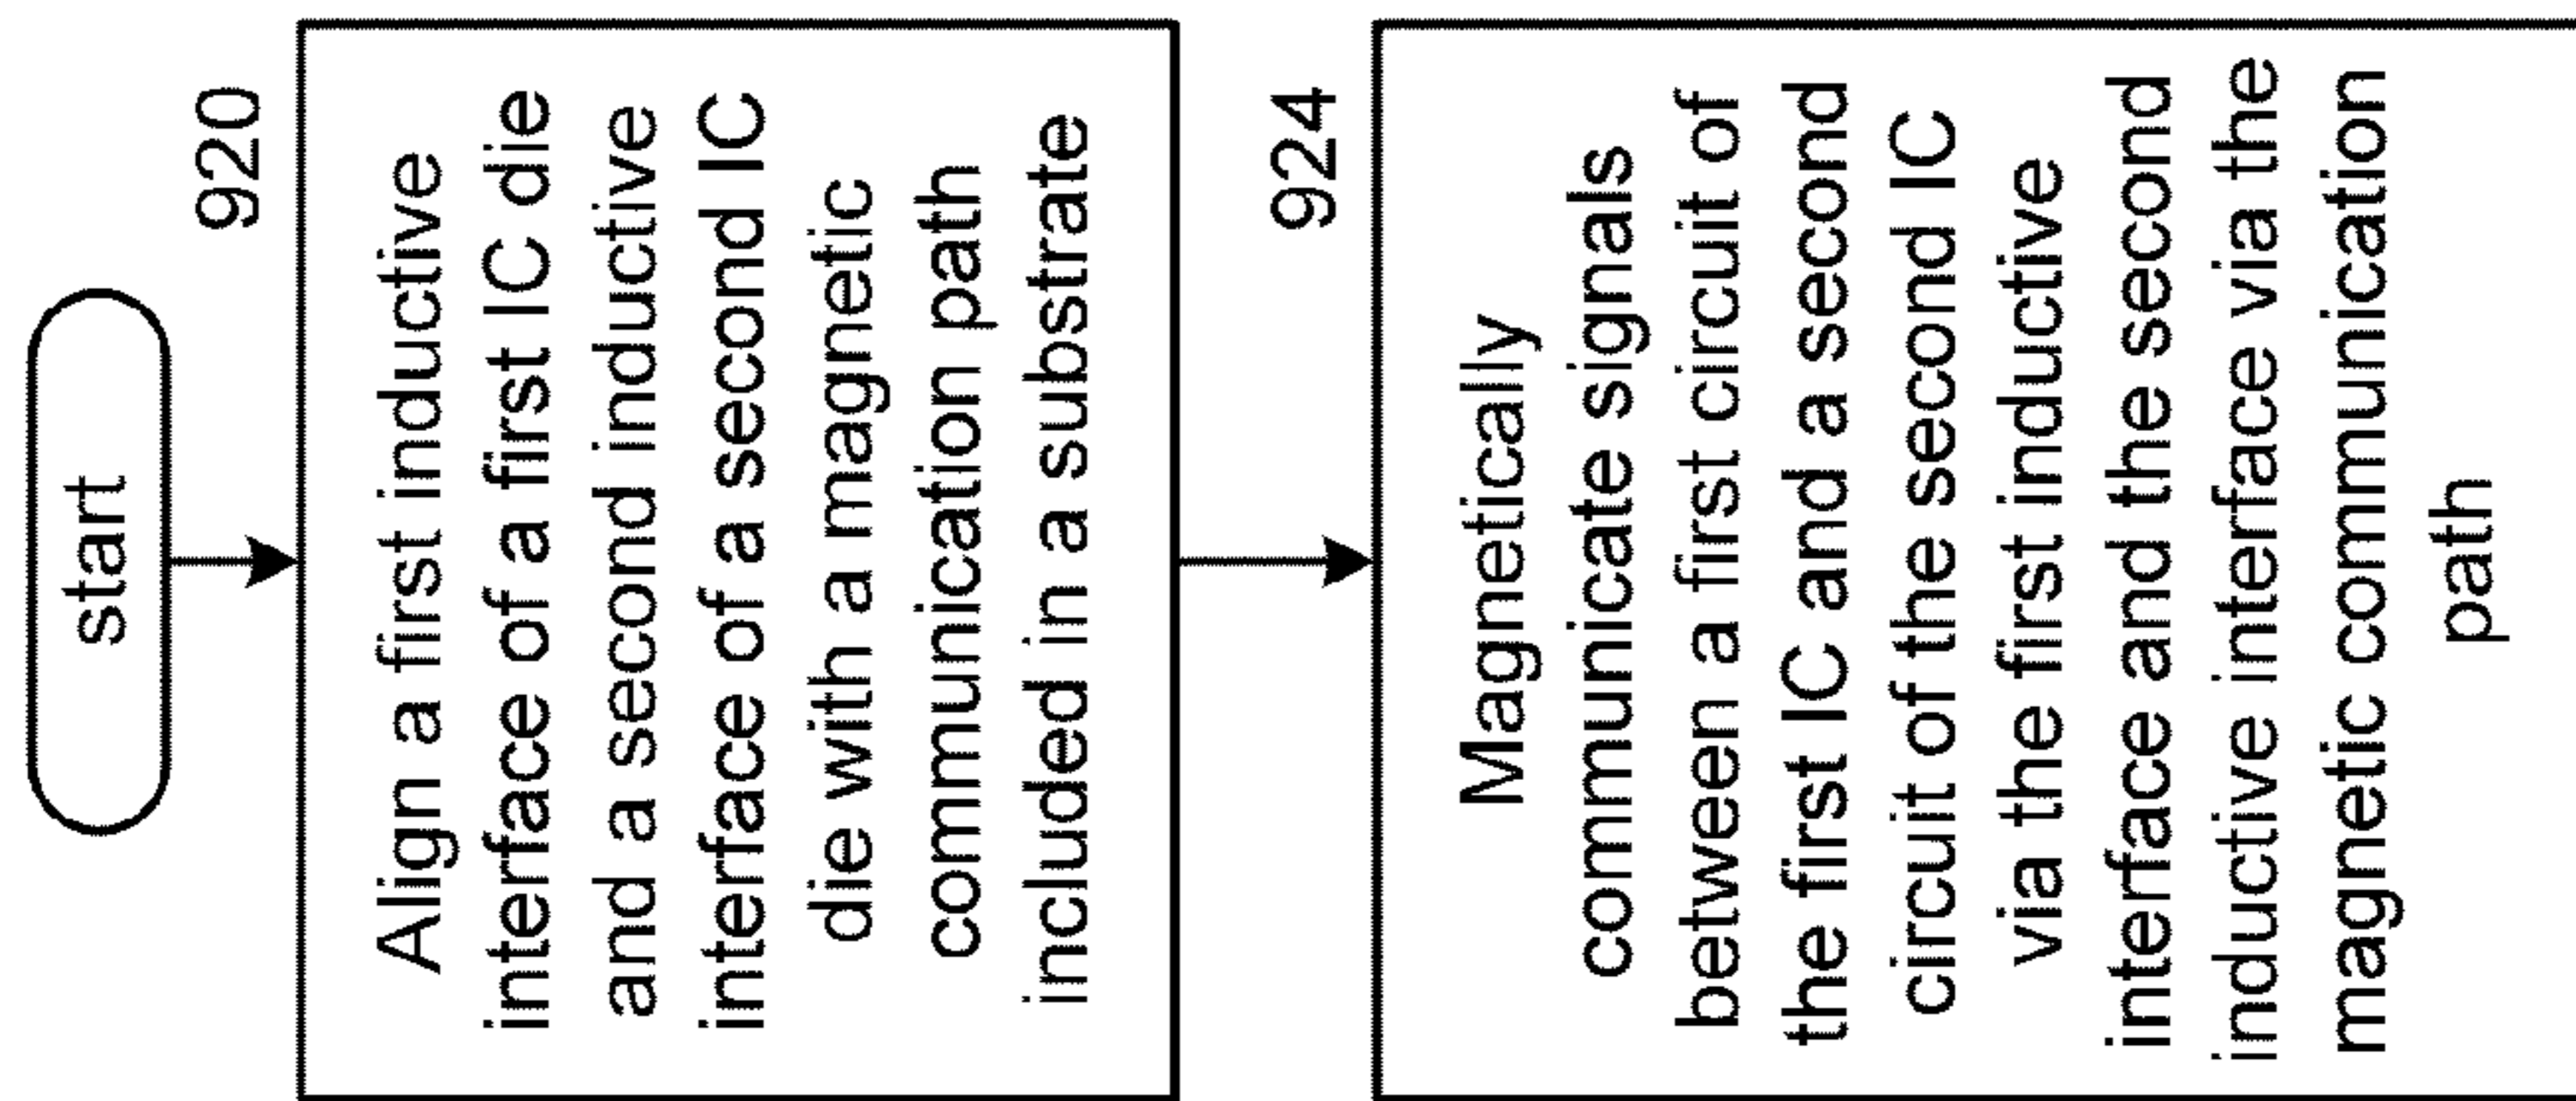 start
920
Align a first inductive
interface of a first IC die
and a second inductive
interface of a second IC
die with a magnetic
communication path
included in a substrate
924
Magnetically
communicate signals
between a first circuit of
the first IC and a second
circuit of the second IC
via the first inductive
interface and the second
inductive interface via the
magnetic communication
path